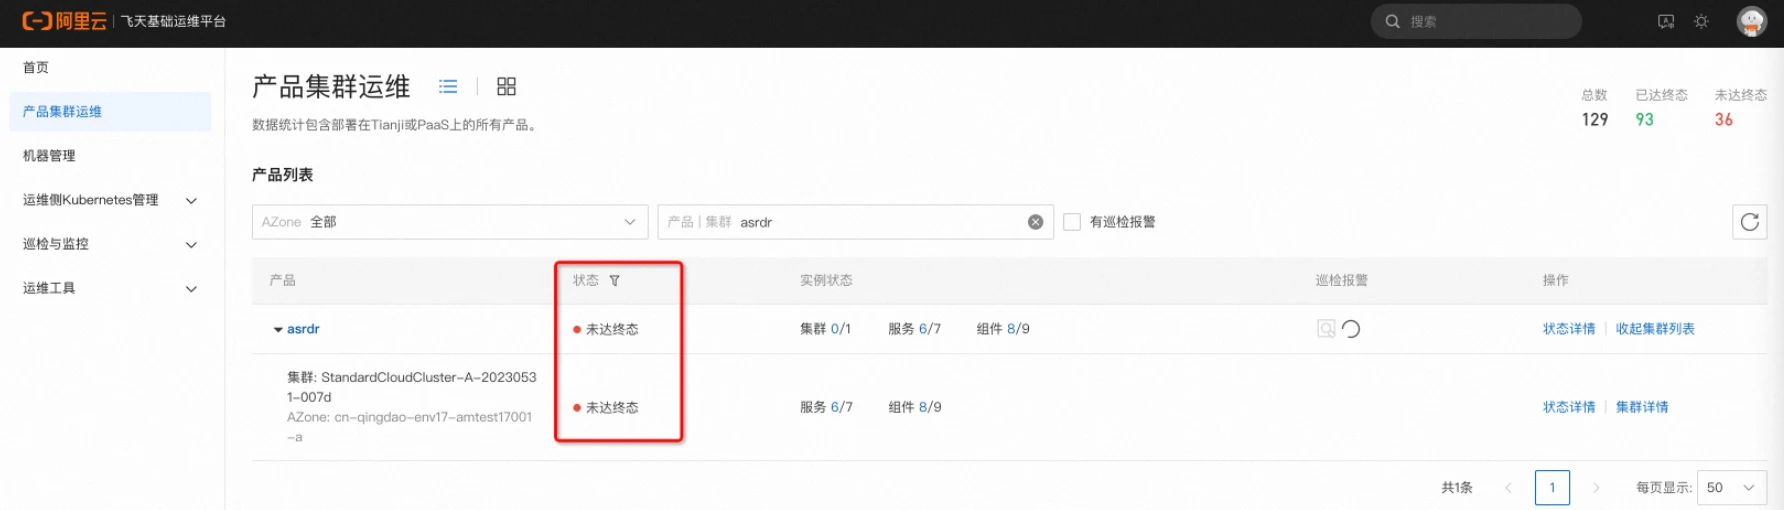 阿里云 飞天基础运维平台
搜索
首页
产品集群运维
机器管理
运维侧Kubernetes管理
巡检与监控
运维工具
产品集群运维
数据统计包含部署在Tianji或PaaS上的所有产品。
总数 已达终态 未达终态
129 93 36
产品列表
AZone 全部 产品 | 集群 asrdr 有巡检报警
产品 状态 实例状态 巡检报警 操作
asrdr 未达终态 集群 0/1 服务 6/7 组件 8/9 状态详情 收起集群列表
集群: StandardCloudCluster-A-2023053
1-007d
AZone: cn-qingdao-env17-amtest17001
-a
未达终态 服务 6/7 组件 8/9 状态详情 集群详情
共1条 1 每页显示: 50